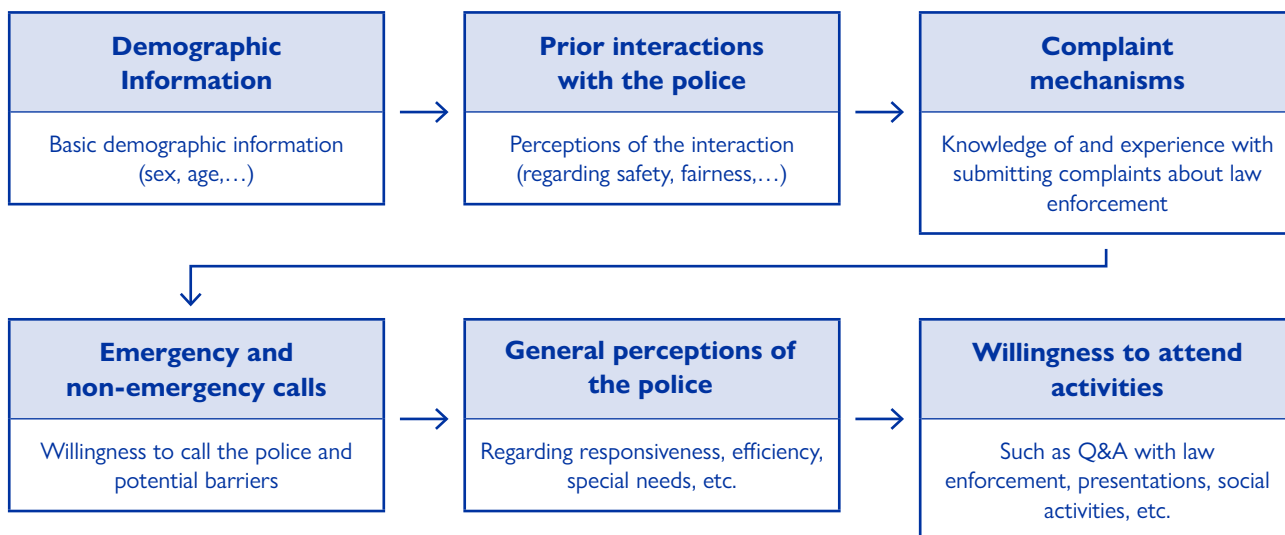 Demographic
Information
Basic demographic information
(sex, age,…)
Prior interactions
with the police
Perceptions of the interaction
(regarding safety, fairness,…)
Complaint
mechanisms
Knowledge of and experience with
submitting complaints about law
enforcement
Emergency and
non-emergency calls
Willingness to call the police and
potential barriers
General perceptions of
the police
Regarding responsiveness, efficiency,
special needs, etc.
Willingness to attend
activities
Such as Q&A with law
enforcement, presentations, social
activities, etc.